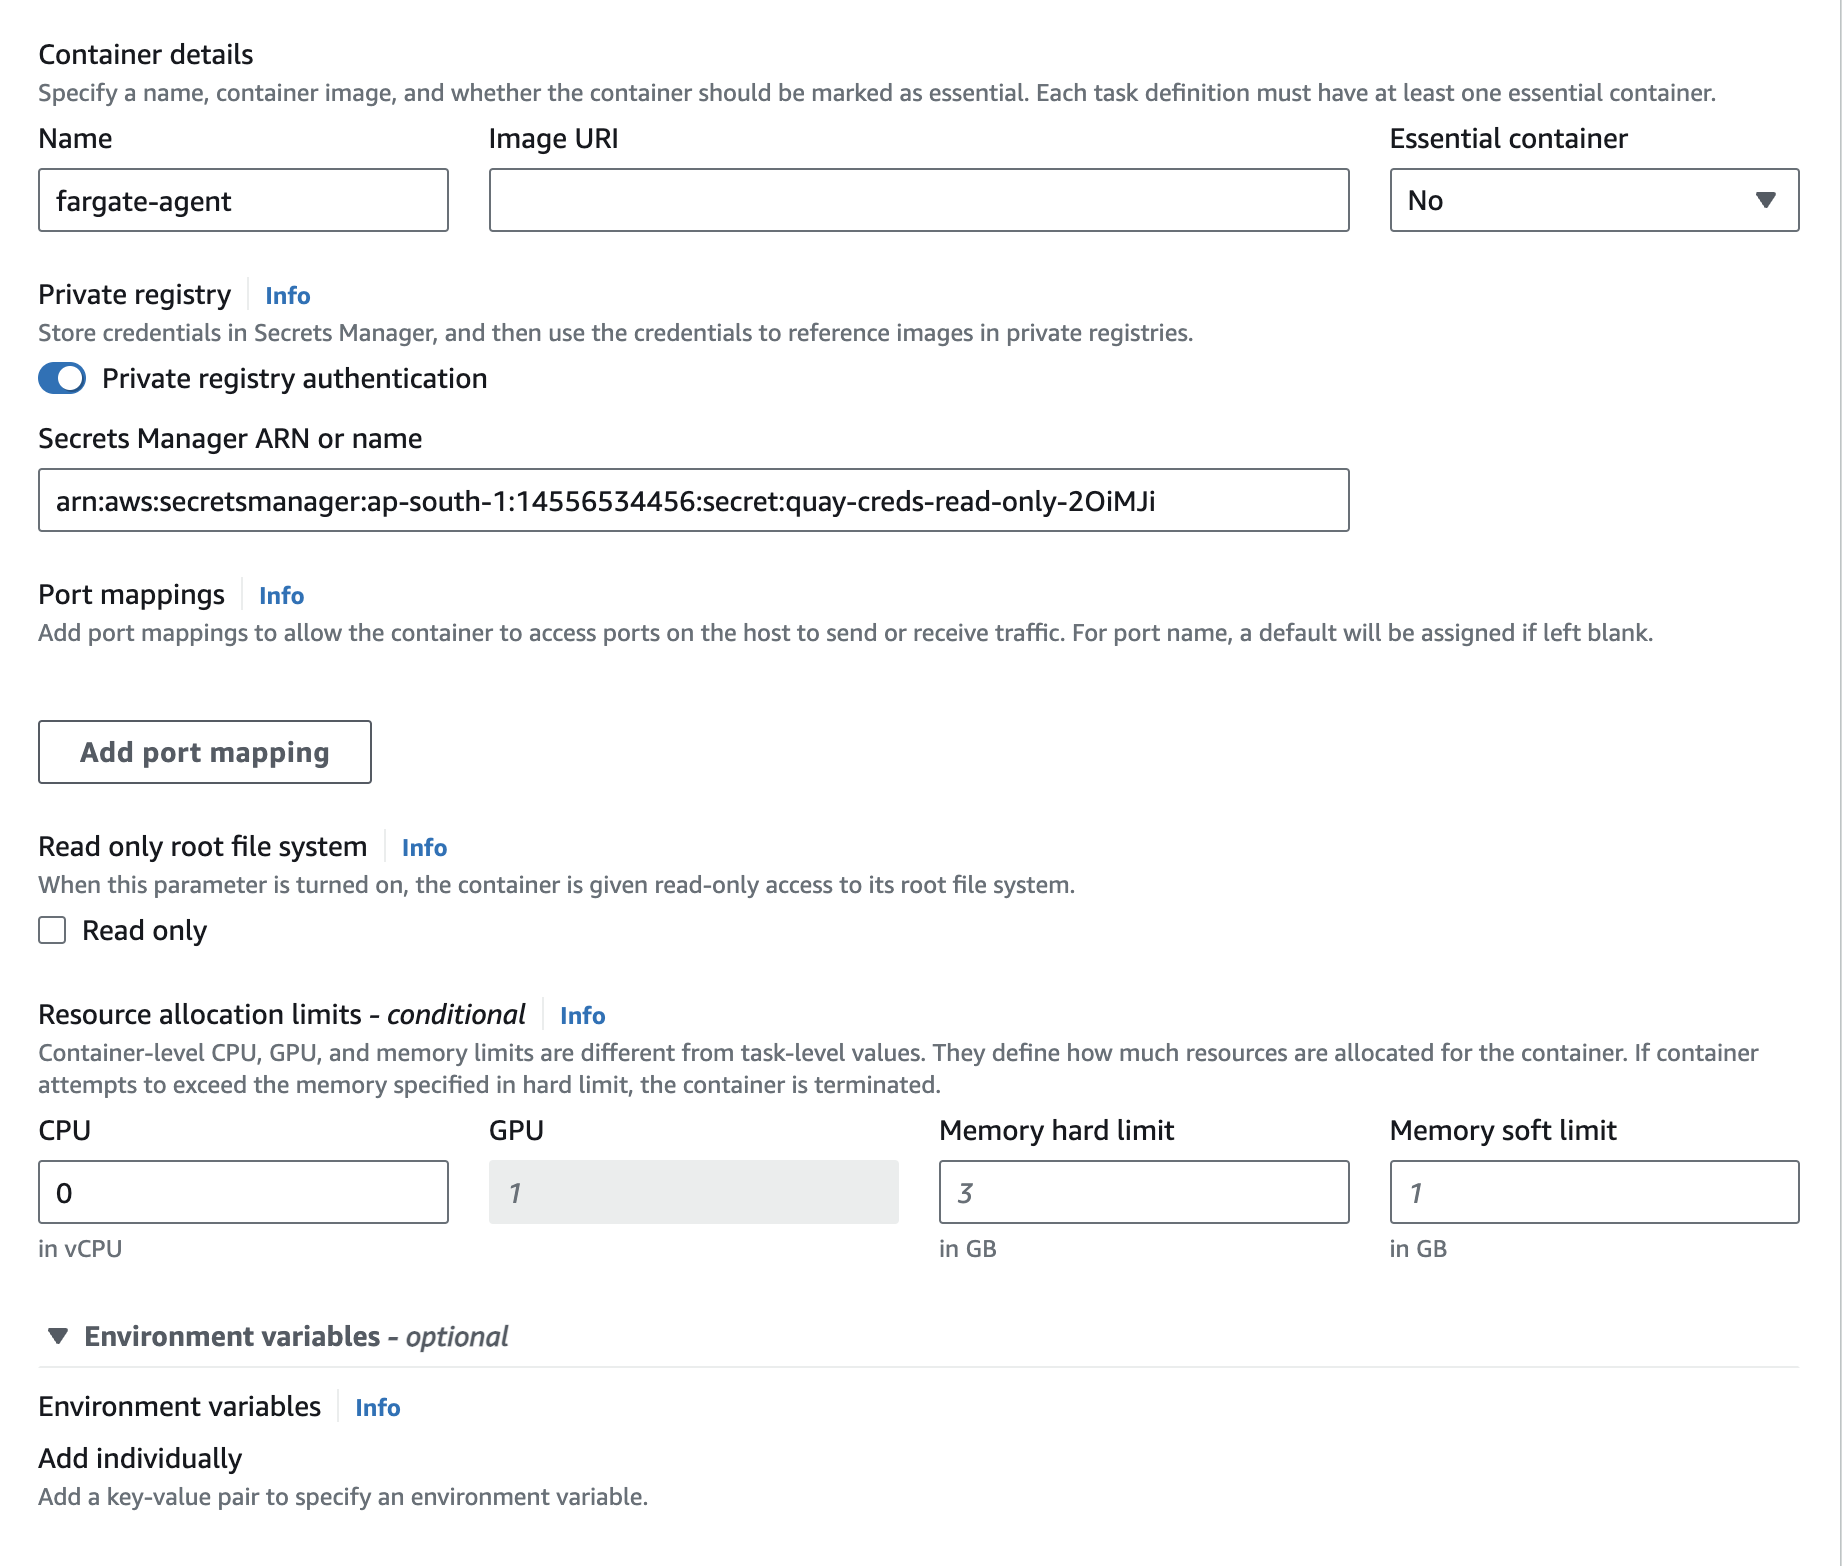 Container details
Specify a name, container image, and whether the container should be marked as essential. Each task definition must have at least one essential container.
Name Image URI Essential container
fargate-agent No
Private registry Info
Store credentials in Secrets Manager, and then use the credentials to reference images in private registries.
Private registry authentication
Secrets Manager ARN or name
arn:aws:secretsmanager:ap-south-1:14556534456:secret:quay-creds-read-only-2OiMJi
Port mappings Info
Add port mappings to allow the container to access ports on the host to send or receive traffic. For port name, a default will be assigned if left blank.
Add port mapping
Read only root file system Info
When this parameter is turned on, the container is given read-only access to its root file system.
Read only
Resource allocation limits - conditional Info
Container-level CPU, GPU, and memory limits are different from task-level values. They define how much resources are allocated for the container. If container
attempts to exceed the memory specified in hard limit, the container is terminated.
CPU GPU Memory hard limit Memory soft limit
0 1 3 1
in vCPU in GB in GB
Environment variables - optional
Environment variables Info
Add individually
Add a key-value pair to specify an environment variable.